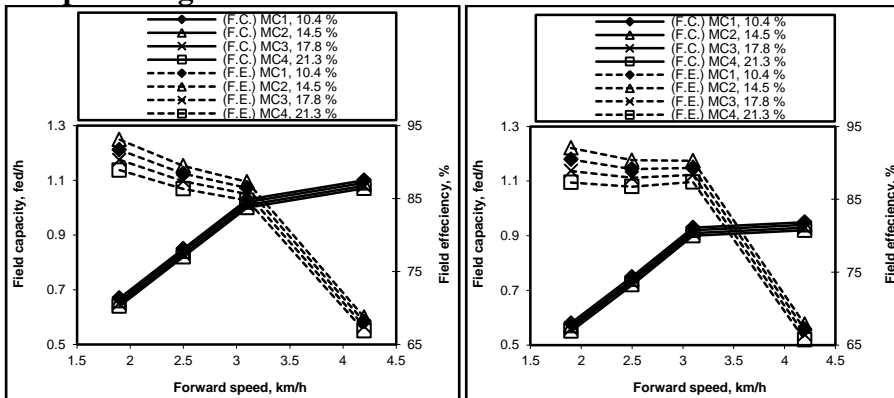 (F.C.) MC1, 10.4 %
(F.C.) MC2, 14.5 %
(F.C.) MC3, 17.8 %
(F.C.) MC4, 21.3 %
(F.E.) MC1, 10.4 %
(F.E.) MC2, 14.5 %
(F.E.) MC3, 17.8 %
(F.E.) MC4, 21.3 %
1.3
1.1
0.9
0.7
0.5
95
85
75
65
1.5 2 2.5 3 3.5 4 4.5
Field capacity, fed/h
Field effeciency, %
Forward speed, km/h
(F.C.) MC1, 10.4 %
(F.C.) MC2, 14.5 %
(F.C.) MC3, 17.8 %
(F.C.) MC4, 21.3 %
(F.E.) MC1, 10.4 %
(F.E.) MC2, 14.5 %
(F.E.) MC3, 17.8 %
(F.E.) MC4, 21.3 %
1.3
1.1
0.9
0.7
0.5
95
85
75
65
1.5 2 2.5 3 3.5 4 4.5
Field capacity, fed/h
Field effeciency, %
Forward speed, km/h